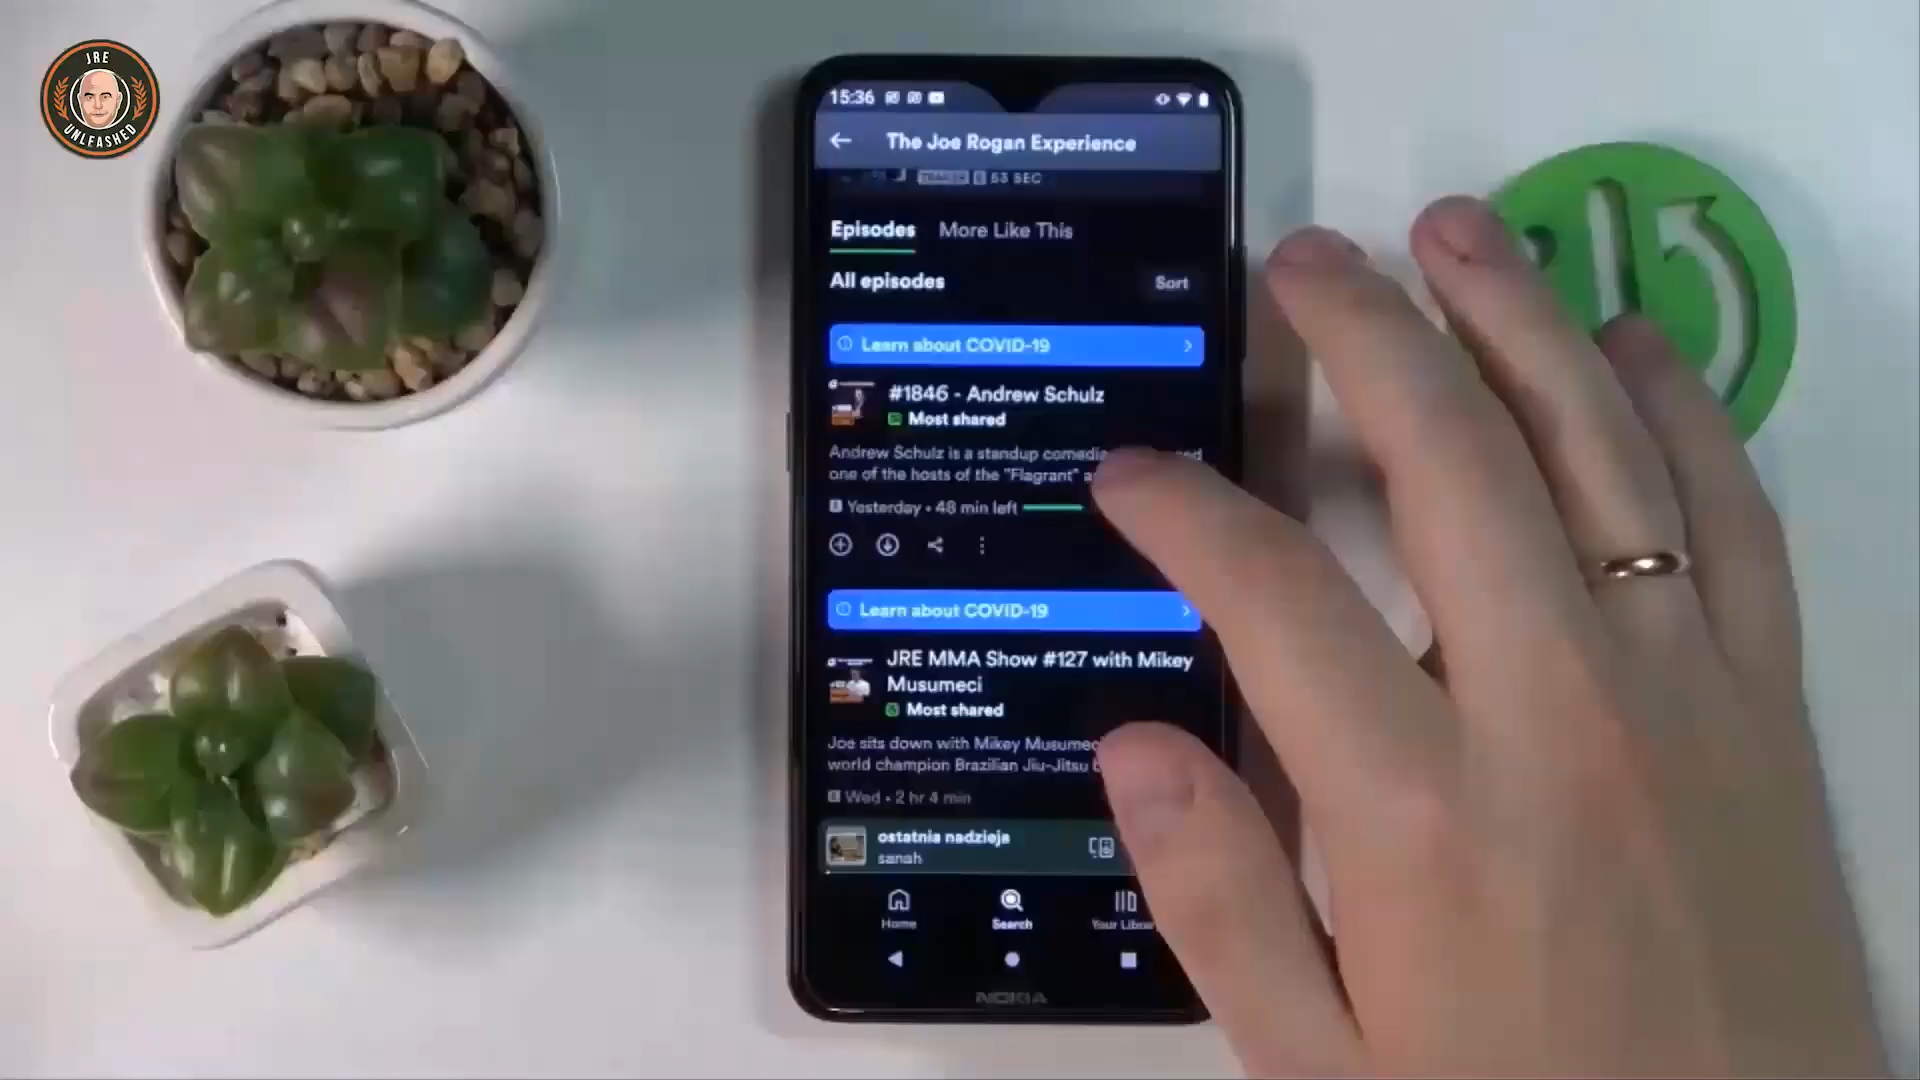 JRE
UNLEASHED
15:36
The Joe Rogan Experience
TRAILER 53 SEC
Episodes More Like This
All episodes Sort
Learn about COVID-19
#1846 - Andrew Schulz
Most shared
Andrew Schulz is a standup
one of the hosts of the "Flagrant"
Yesterday • 48 min left
Learn about COVID-19
JRE MMA Show #127 with Mikey
Musumeci
Most shared
Joe sits down with Mikey
world champion Brazilian Jiu-Jitsu
Wed • 2 hr 4 min
ostatnia nadzieja
sanah
Home Search Your
NOKIA